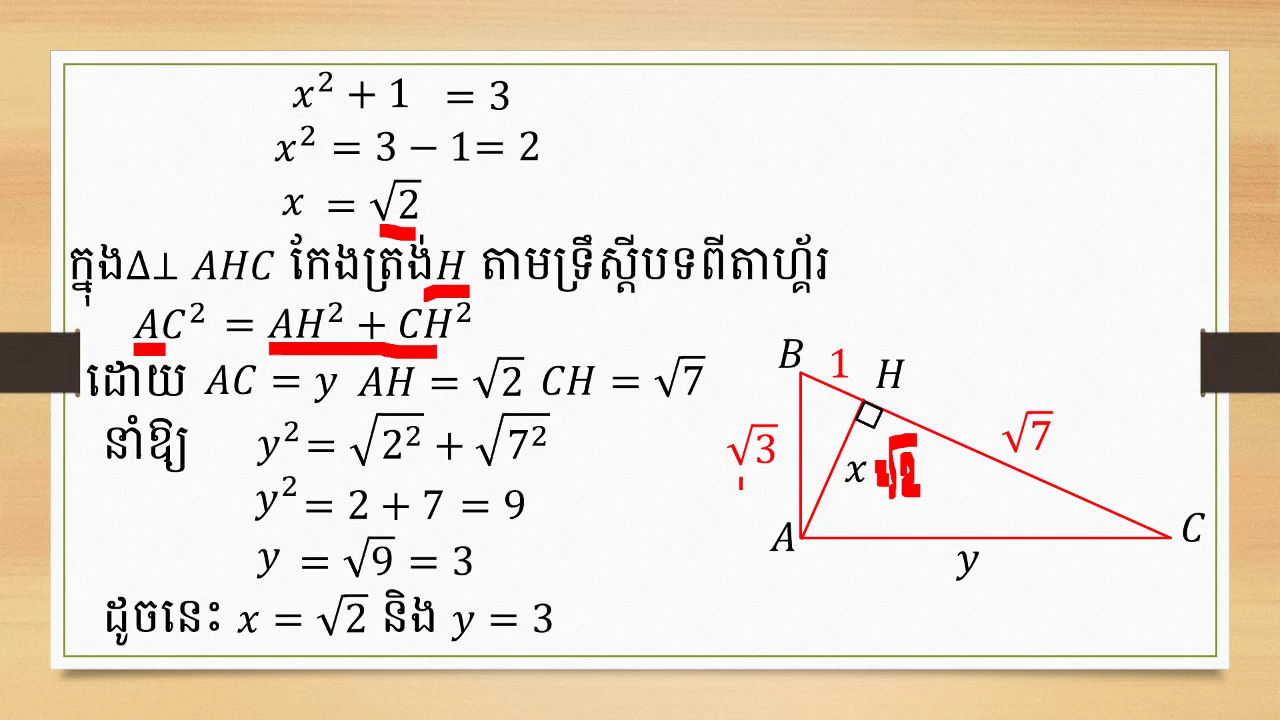 x² + 1 = 3
x² = 3 − 1= 2
x = √2
ក្នុងΔ⊥ AHC កែងត្រង់H តាមទ្រឹស្តីបទពីតាហ្គ័រ
AC² = AH² + CH²
ដោយ AC = y AH = √2 CH = √7
នាំឱ្យ y² = √2² + √7²
y² = 2 + 7 = 9
y = √9 = 3
ដូចនេះ x = √2 និង y = 3
B 1 H
√3 x √2 √7
A y C